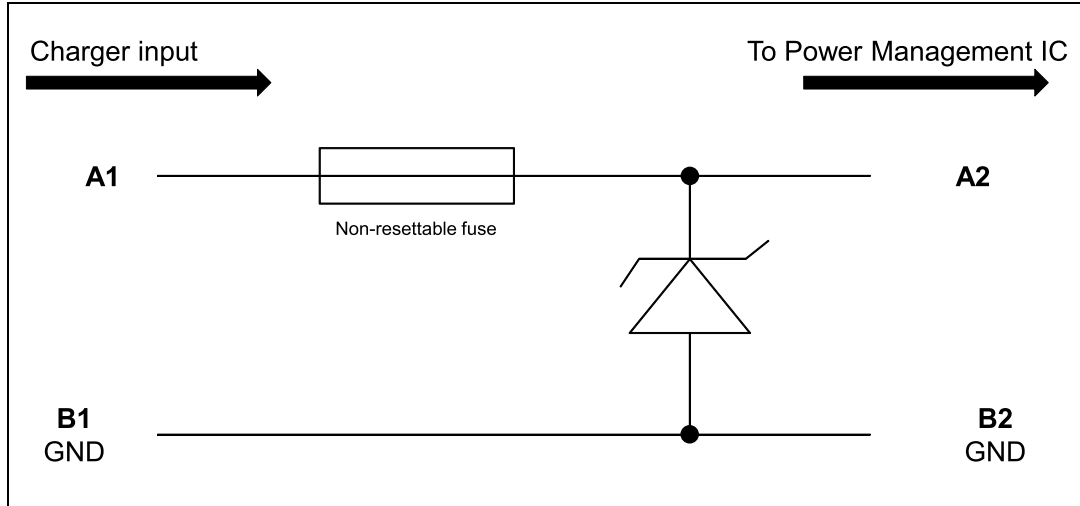 Charger input
To Power Management IC
A1
A2
Non-resettable fuse
B1
GND
B2
GND